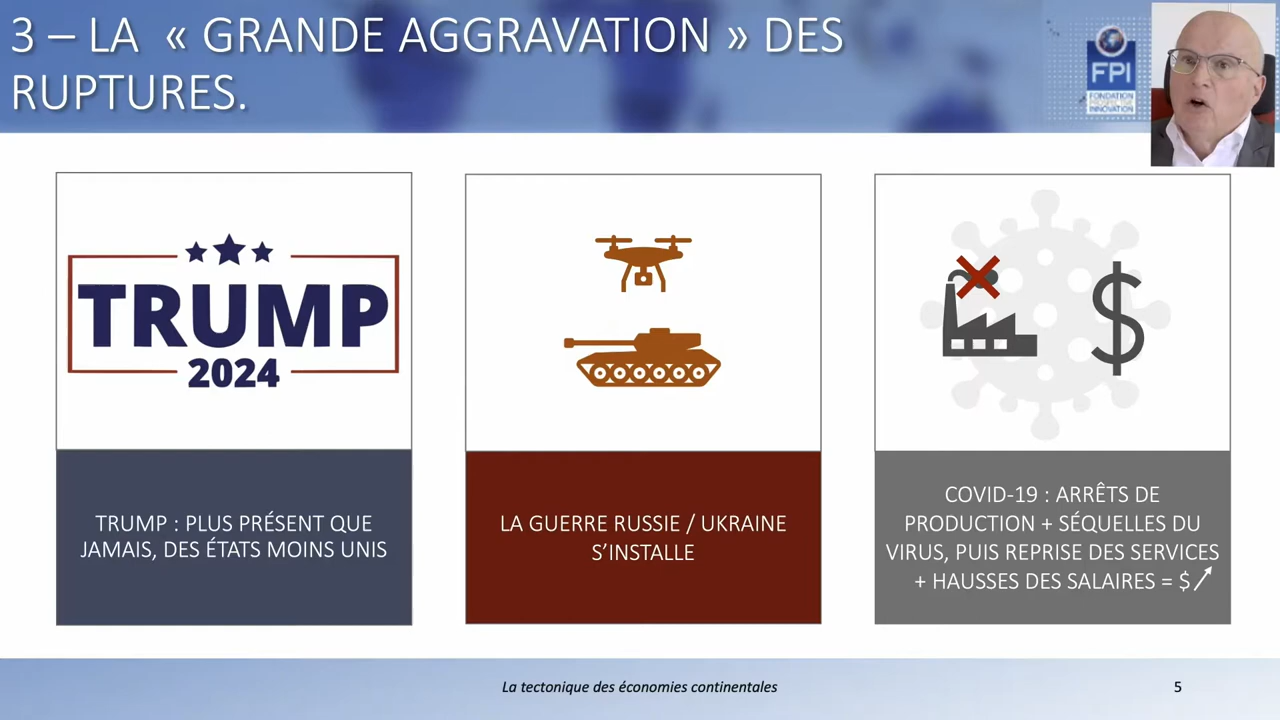 3 – LA « GRANDE AGGRAVATION » DES
RUPTURES.
FPI
FONDATION
INNOVATION
TRUMP
2024
$
TRUMP : PLUS PRÉSENT QUE
JAMAIS, DES ÉTATS MOINS UNIS
LA GUERRE RUSSIE / UKRAINE
S’INSTALLE
COVID-19 : ARRÊTS DE
PRODUCTION + SÉQUELLES DU
VIRUS, PUIS REPRISE DES SERVICES
+ HAUSSES DES SALAIRES = $
La tectonique des économies continentales
5